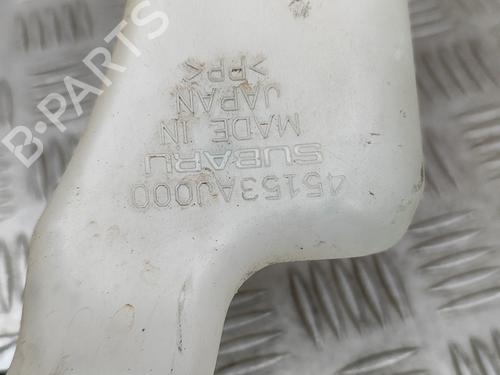 45153AJ000
SUBARU
MADE IN
JAPAN
>PP<
B-PARTS